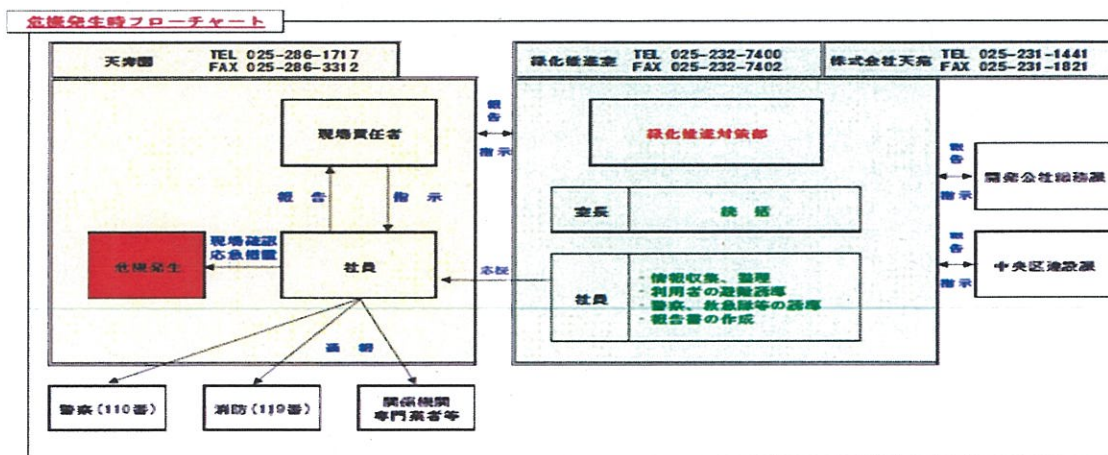 危機発生時フローチャート
天寿園 TEL 025-286-1717
FAX 025-286-3312
緑化推進室 TEL 025-232-7400
FAX 025-232-7402
株式会社天苑 TEL 025-231-1441
FAX 025-231-1821
現場責任者
報告
指示
緑化推進対策部
報告
指示
開発公社総務課
報告
指示
室長
統括
危機発生
現場確認
応急措置
社員
応援
社員
・情報収集、整理
・利用者の避難誘導
・警察、救急隊等の誘導
・報告書の作成
報告
指示
中央区建設課
通報
警察(110番)
消防(119番)
関係機関
専門業者等